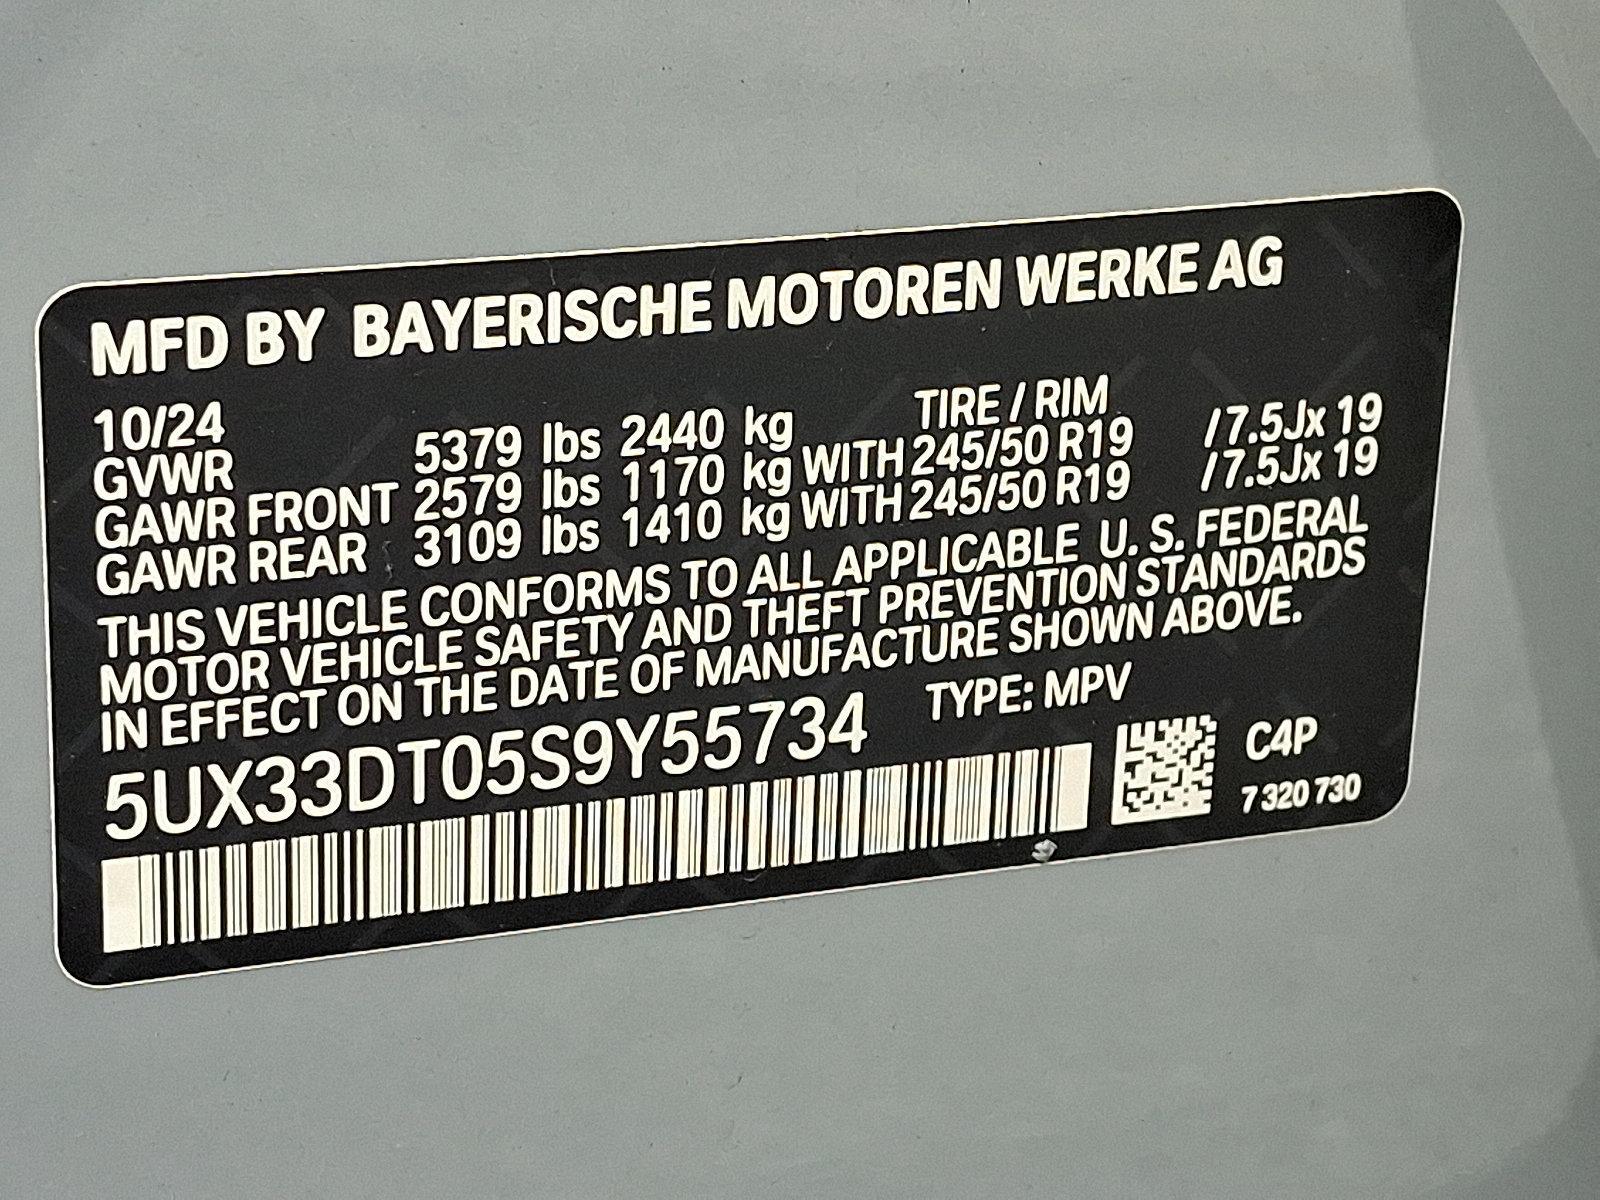 MFD BY BAYERISCHE MOTOREN WERKE AG
10/24 TIRE / RIM
GVWR 5379 lbs 2440 kg
GAWR FRONT 2579 lbs 1170 kg WITH 245/50 R19 / 7.5Jx 19
GAWR REAR 3109 lbs 1410 kg WITH 245/50 R19 / 7.5Jx 19
THIS VEHICLE CONFORMS TO ALL APPLICABLE U. S. FEDERAL
MOTOR VEHICLE SAFETY AND THEFT PREVENTION STANDARDS
IN EFFECT ON THE DATE OF MANUFACTURE SHOWN ABOVE.
5UX33DT05S9Y55734 TYPE: MPV
C4P
7 320 730